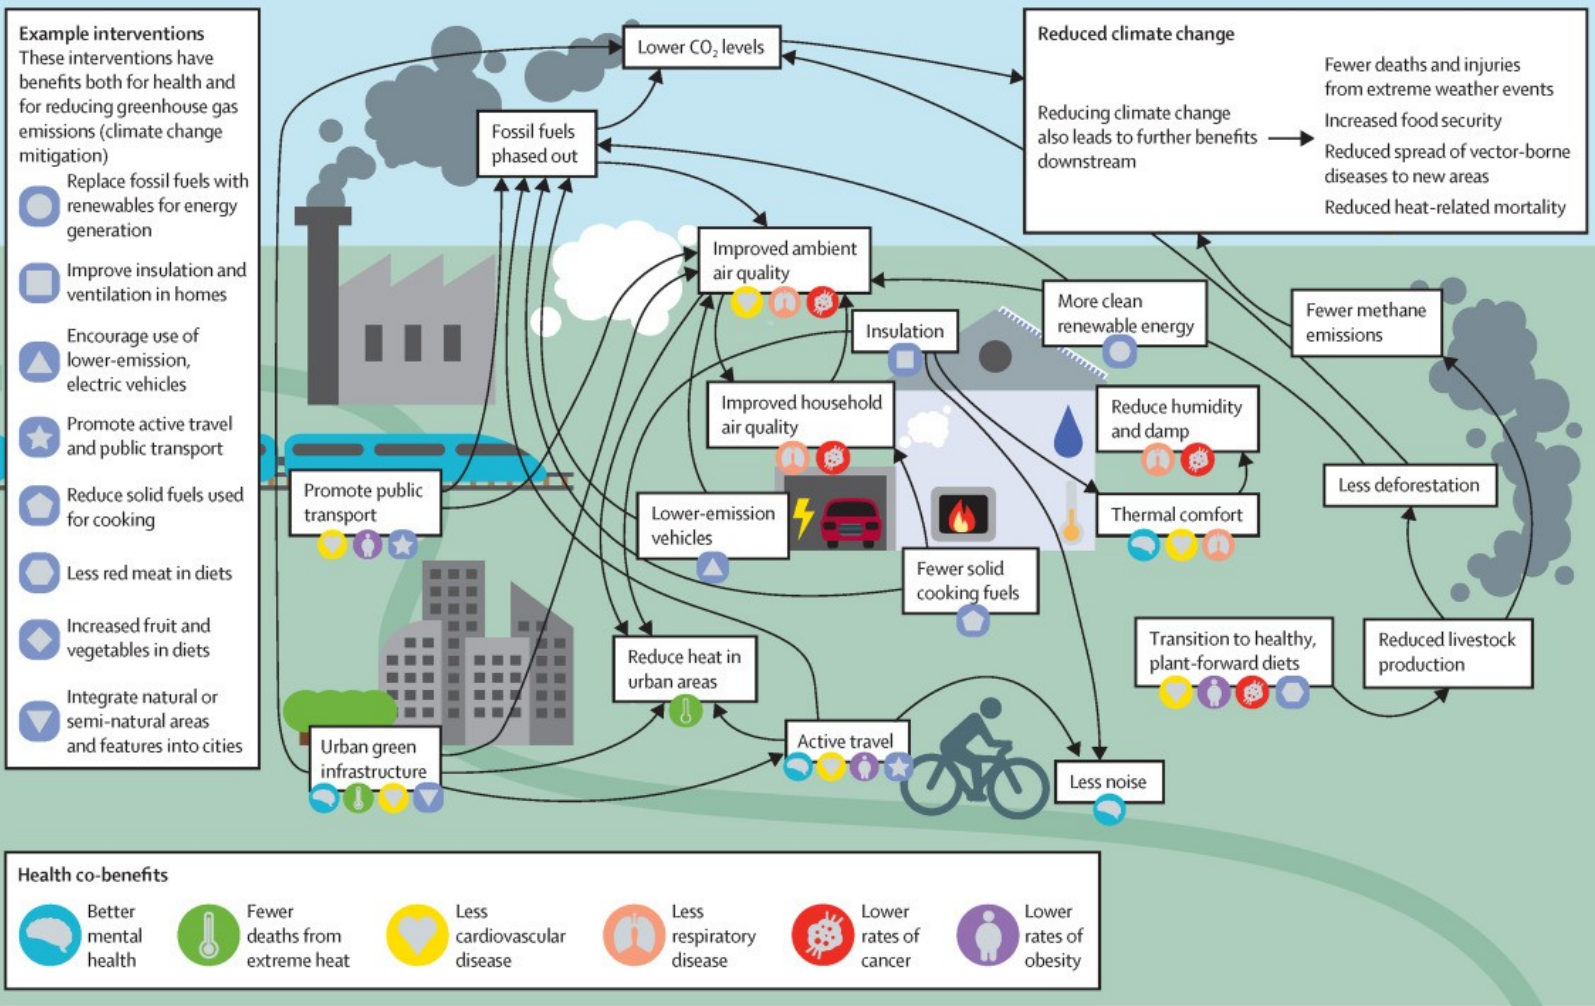 Example interventions
These interventions have
benefits both for health and
for reducing greenhouse gas
emissions (climate change
mitigation)
Replace fossil fuels with
renewables for energy
generation
Improve insulation and
ventilation in homes
Encourage use of
lower-emission,
electric vehicles
Promote active travel
and public transport
Reduce solid fuels used
for cooking
Less red meat in diets
Increased fruit and
vegetables in diets
Integrate natural or
semi-natural areas
and features into cities
Lower CO₂ levels
Fossil fuels
phased out
Reduced climate change
Reducing climate change
also leads to further benefits
downstream
Fewer deaths and injuries
from extreme weather events
Increased food security
Reduced spread of vector-borne
diseases to new areas
Reduced heat-related mortality
Improved ambient
air quality
More clean
renewable energy
Fewer methane
emissions
Insulation
Improved household
air quality
Reduce humidity
and damp
Promote public
transport
Lower-emission
vehicles
Thermal comfort
Less deforestation
Fewer solid
cooking fuels
Reduce heat in
urban areas
Transition to healthy,
plant-forward diets
Reduced livestock
production
Urban green
infrastructure
Active travel
Less noise
Health co-benefits
Better
mental
health
Fewer
deaths from
extreme heat
Less
cardiovascular
disease
Less
respiratory
disease
Lower
rates of
cancer
Lower
rates of
obesity